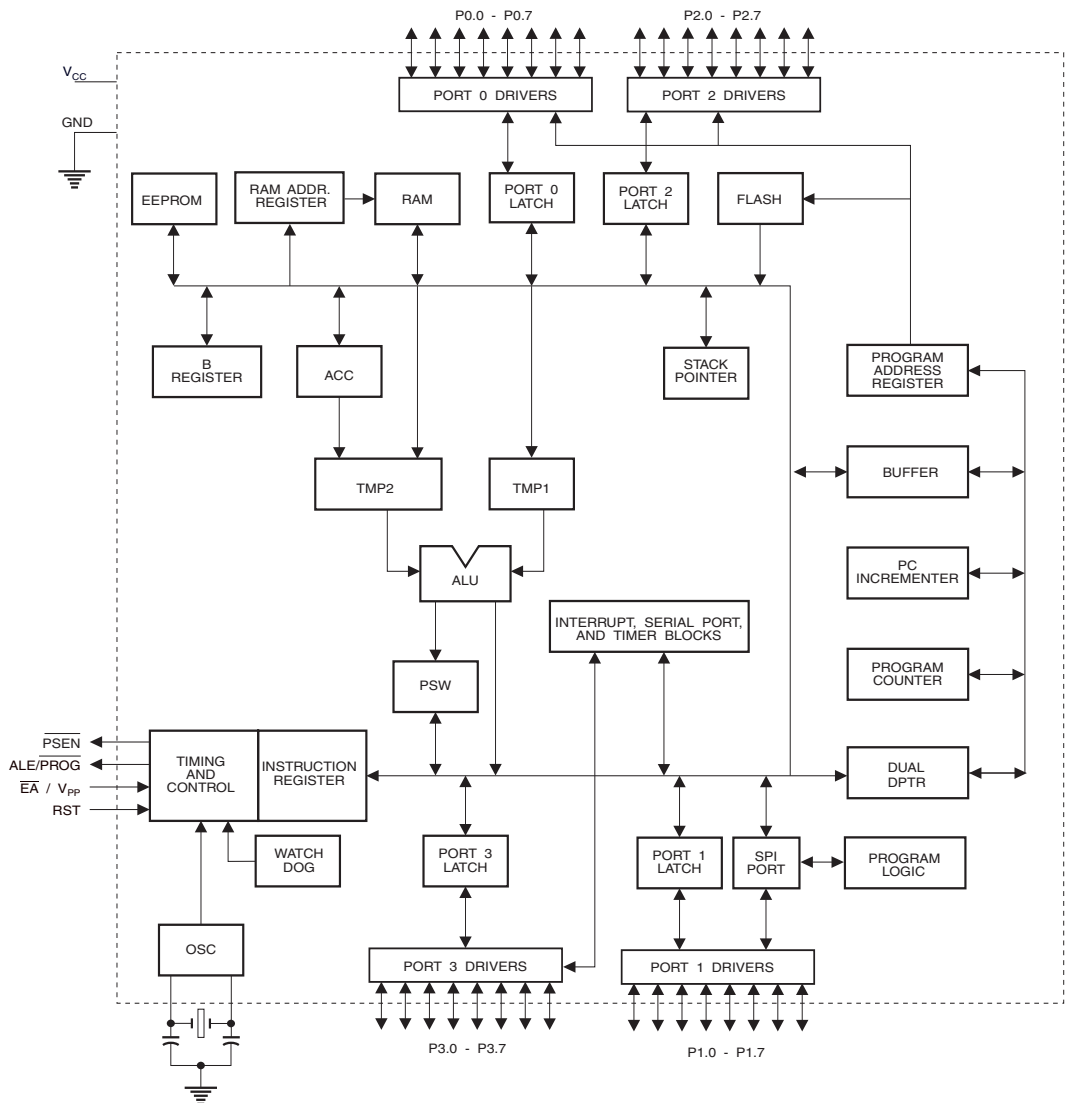 P0.0 - P0.7
P2.0 - P2.7
VCC
PORT 0 DRIVERS
PORT 2 DRIVERS
GND
EEPROM
RAM ADDR.
REGISTER
RAM
PORT 0
LATCH
PORT 2
LATCH
FLASH
B
REGISTER
ACC
STACK
POINTER
PROGRAM
ADDRESS
REGISTER
TMP2
TMP1
BUFFER
ALU
PC
INCREMENTER
INTERRUPT, SERIAL PORT,
AND TIMER BLOCKS
PSW
PROGRAM
COUNTER
PSEN
ALE/PROG
EA / VPP
RST
TIMING
AND
CONTROL
INSTRUCTION
REGISTER
DUAL
DPTR
WATCH
DOG
PORT 3
LATCH
PORT 1
LATCH
SPI
PORT
PROGRAM
LOGIC
OSC
PORT 3 DRIVERS
PORT 1 DRIVERS
P3.0 - P3.7
P1.0 - P1.7